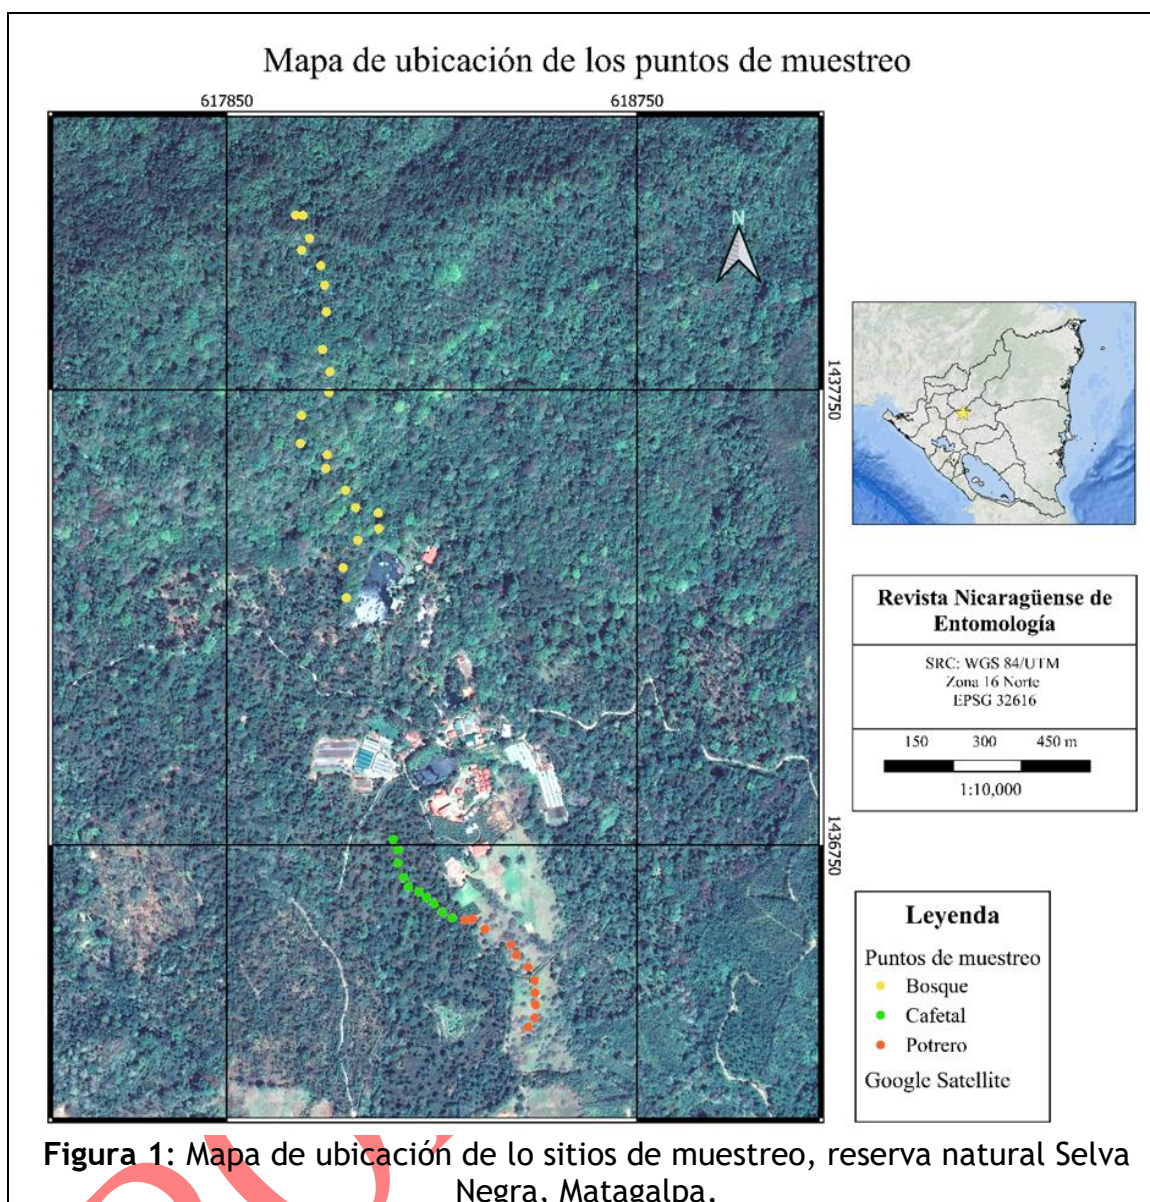 Mapa de ubicación de los puntos de muestreo
617850
618750
N
1437750
Revista Nicaragüense de
Entomología
SRC: WGS 84/UTM
Zona 16 Norte
EPSG 32616
150 300 450 m
1:10,000
1436750
Leyenda
Puntos de muestreo
Bosque
Cafetal
Potrero
Google Satellite
Figura 1: Mapa de ubicación de lo sitios de muestreo, reserva natural Selva
Negra, Matagalpa.